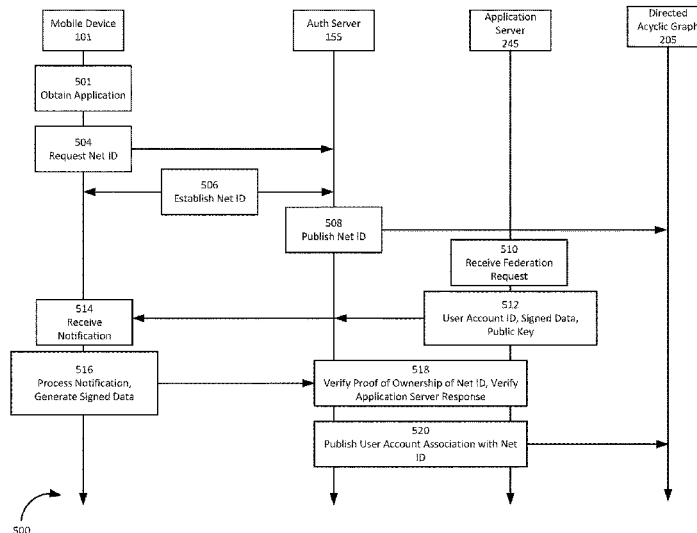 Mobile Device
101
Auth Server
155
Application
Server
245
Directed
Acyclic Graph
205
501
Obtain Application
504
Request Net ID
506
Establish Net ID
508
Publish Net ID
510
Receive Federation
Request
512
User Account ID, Signed Data,
Public Key
514
Receive
Notification
516
Process Notification,
Generate Signed Data
518
Verify Proof of Ownership of Net ID, Verify
Application Server Response
520
Publish User Account Association with Net
ID
500